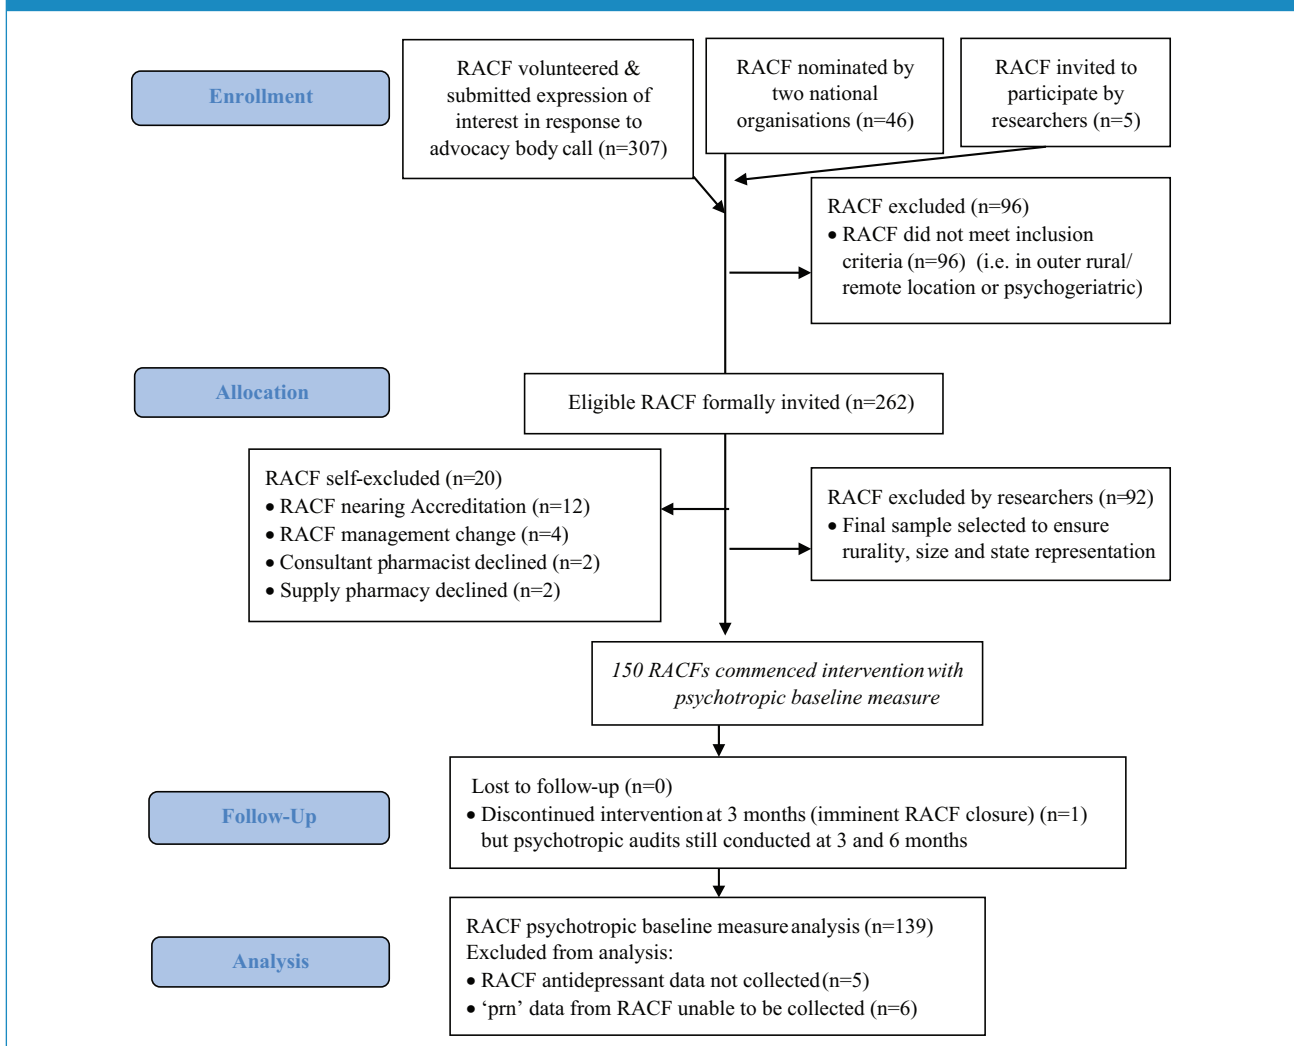 Enrollment
RACF volunteered &
submitted expression of
interest in response to
advocacy body call (n=307)
RACF nominated by
two national
organisations (n=46)
RACF invited to
participate by
researchers (n=5)
RACF excluded (n=96)
• RACF did not meet inclusion
criteria (n=96) (i.e. in outer rural/
remote location or psychogeriatric)
Allocation
Eligible RACF formally invited (n=262)
RACF self-excluded (n=20)
• RACF nearing Accreditation (n=12)
• RACF management change (n=4)
• Consultant pharmacist declined (n=2)
• Supply pharmacy declined (n=2)
RACF excluded by researchers (n=92)
• Final sample selected to ensure
rurality, size and state representation
150 RACFs commenced intervention with
psychotropic baseline measure
Follow-Up
Lost to follow-up (n=0)
• Discontinued intervention at 3 months (imminent RACF closure) (n=1)
but psychotropic audits still conducted at 3 and 6 months
Analysis
RACF psychotropic baseline measure analysis (n=139)
Excluded from analysis:
• RACF antidepressant data not collected (n=5)
• ‘prn’ data from RACF unable to be collected (n=6)